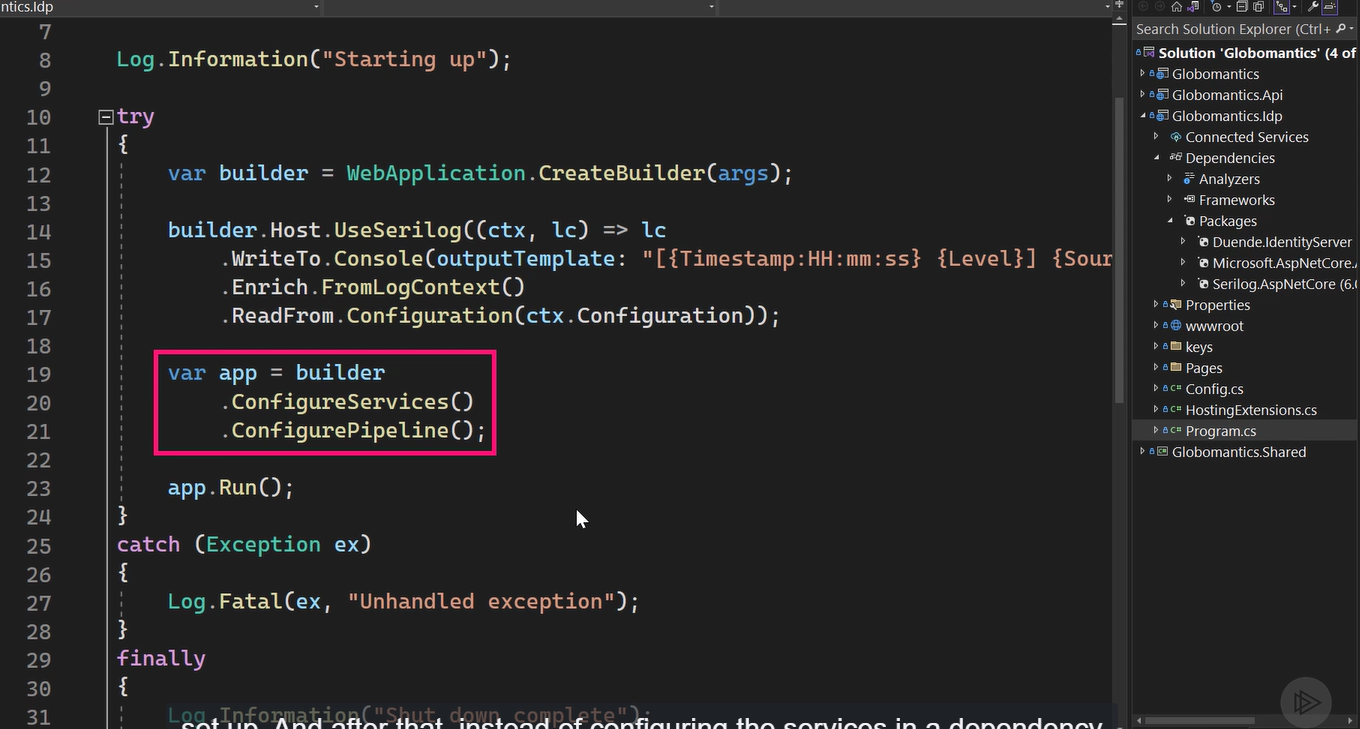 ntics.Idp
7
8 Log.Information("Starting up");
9
10 try
11 {
12 var builder = WebApplication.CreateBuilder(args);
13
14 builder.Host.UseSerilog((ctx, lc) => lc
15 .WriteTo.Console(outputTemplate: "[{Timestamp:HH:mm:ss} {Level}] {Sour
16 .Enrich.FromLogContext()
17 .ReadFrom.Configuration(ctx.Configuration));
18
19 var app = builder
20 .ConfigureServices()
21 .ConfigurePipeline();
22
23 app.Run();
24 }
25 catch (Exception ex)
26 {
27 Log.Fatal(ex, "Unhandled exception");
28 }
29 finally
30 {
31 Log.Information("Shut down complete");
set up. And after that, instead of configuring the services in a dependency
Search Solution Explorer (Ctrl+
Solution 'Globomantics' (4 of
Globomantics
Globomantics.Api
Globomantics.Idp
Connected Services
Dependencies
Analyzers
Frameworks
Packages
Duende.IdentityServer
Microsoft.AspNetCore.
Serilog.AspNetCore (6.
Properties
wwwroot
keys
Pages
C# Config.cs
C# HostingExtensions.cs
C# Program.cs
C# Globomantics.Shared